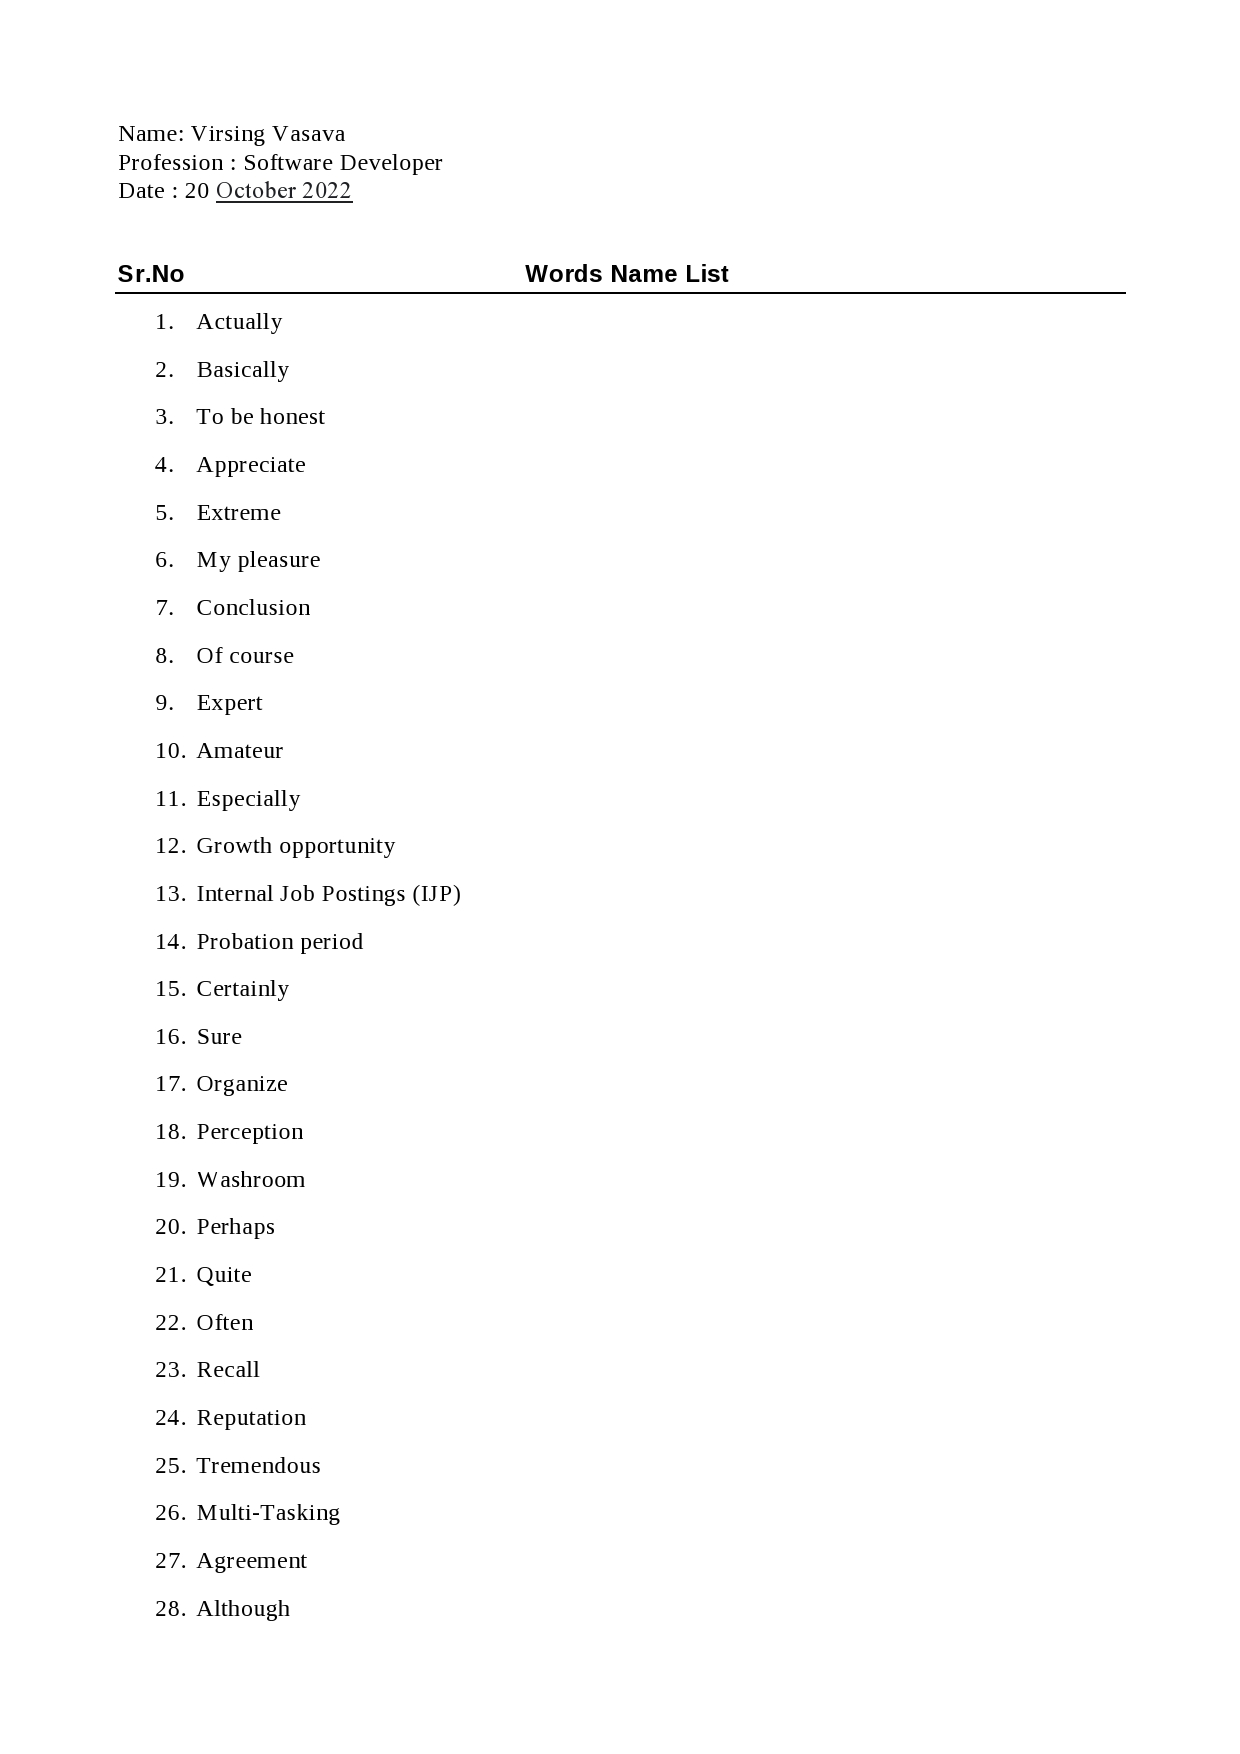 Name: Virsing Vasava
Profession : Software Developer
Date : 20 October 2022
Sr.No Words Name List
1. Actually
2. Basically
3. To be honest
4. Appreciate
5. Extreme
6. My pleasure
7. Conclusion
8. Of course
9. Expert
10. Amateur
11. Especially
12. Growth opportunity
13. Internal Job Postings (IJP)
14. Probation period
15. Certainly
16. Sure
17. Organize
18. Perception
19. Washroom
20. Perhaps
21. Quite
22. Often
23. Recall
24. Reputation
25. Tremendous
26. Multi-Tasking
27. Agreement
28. Although